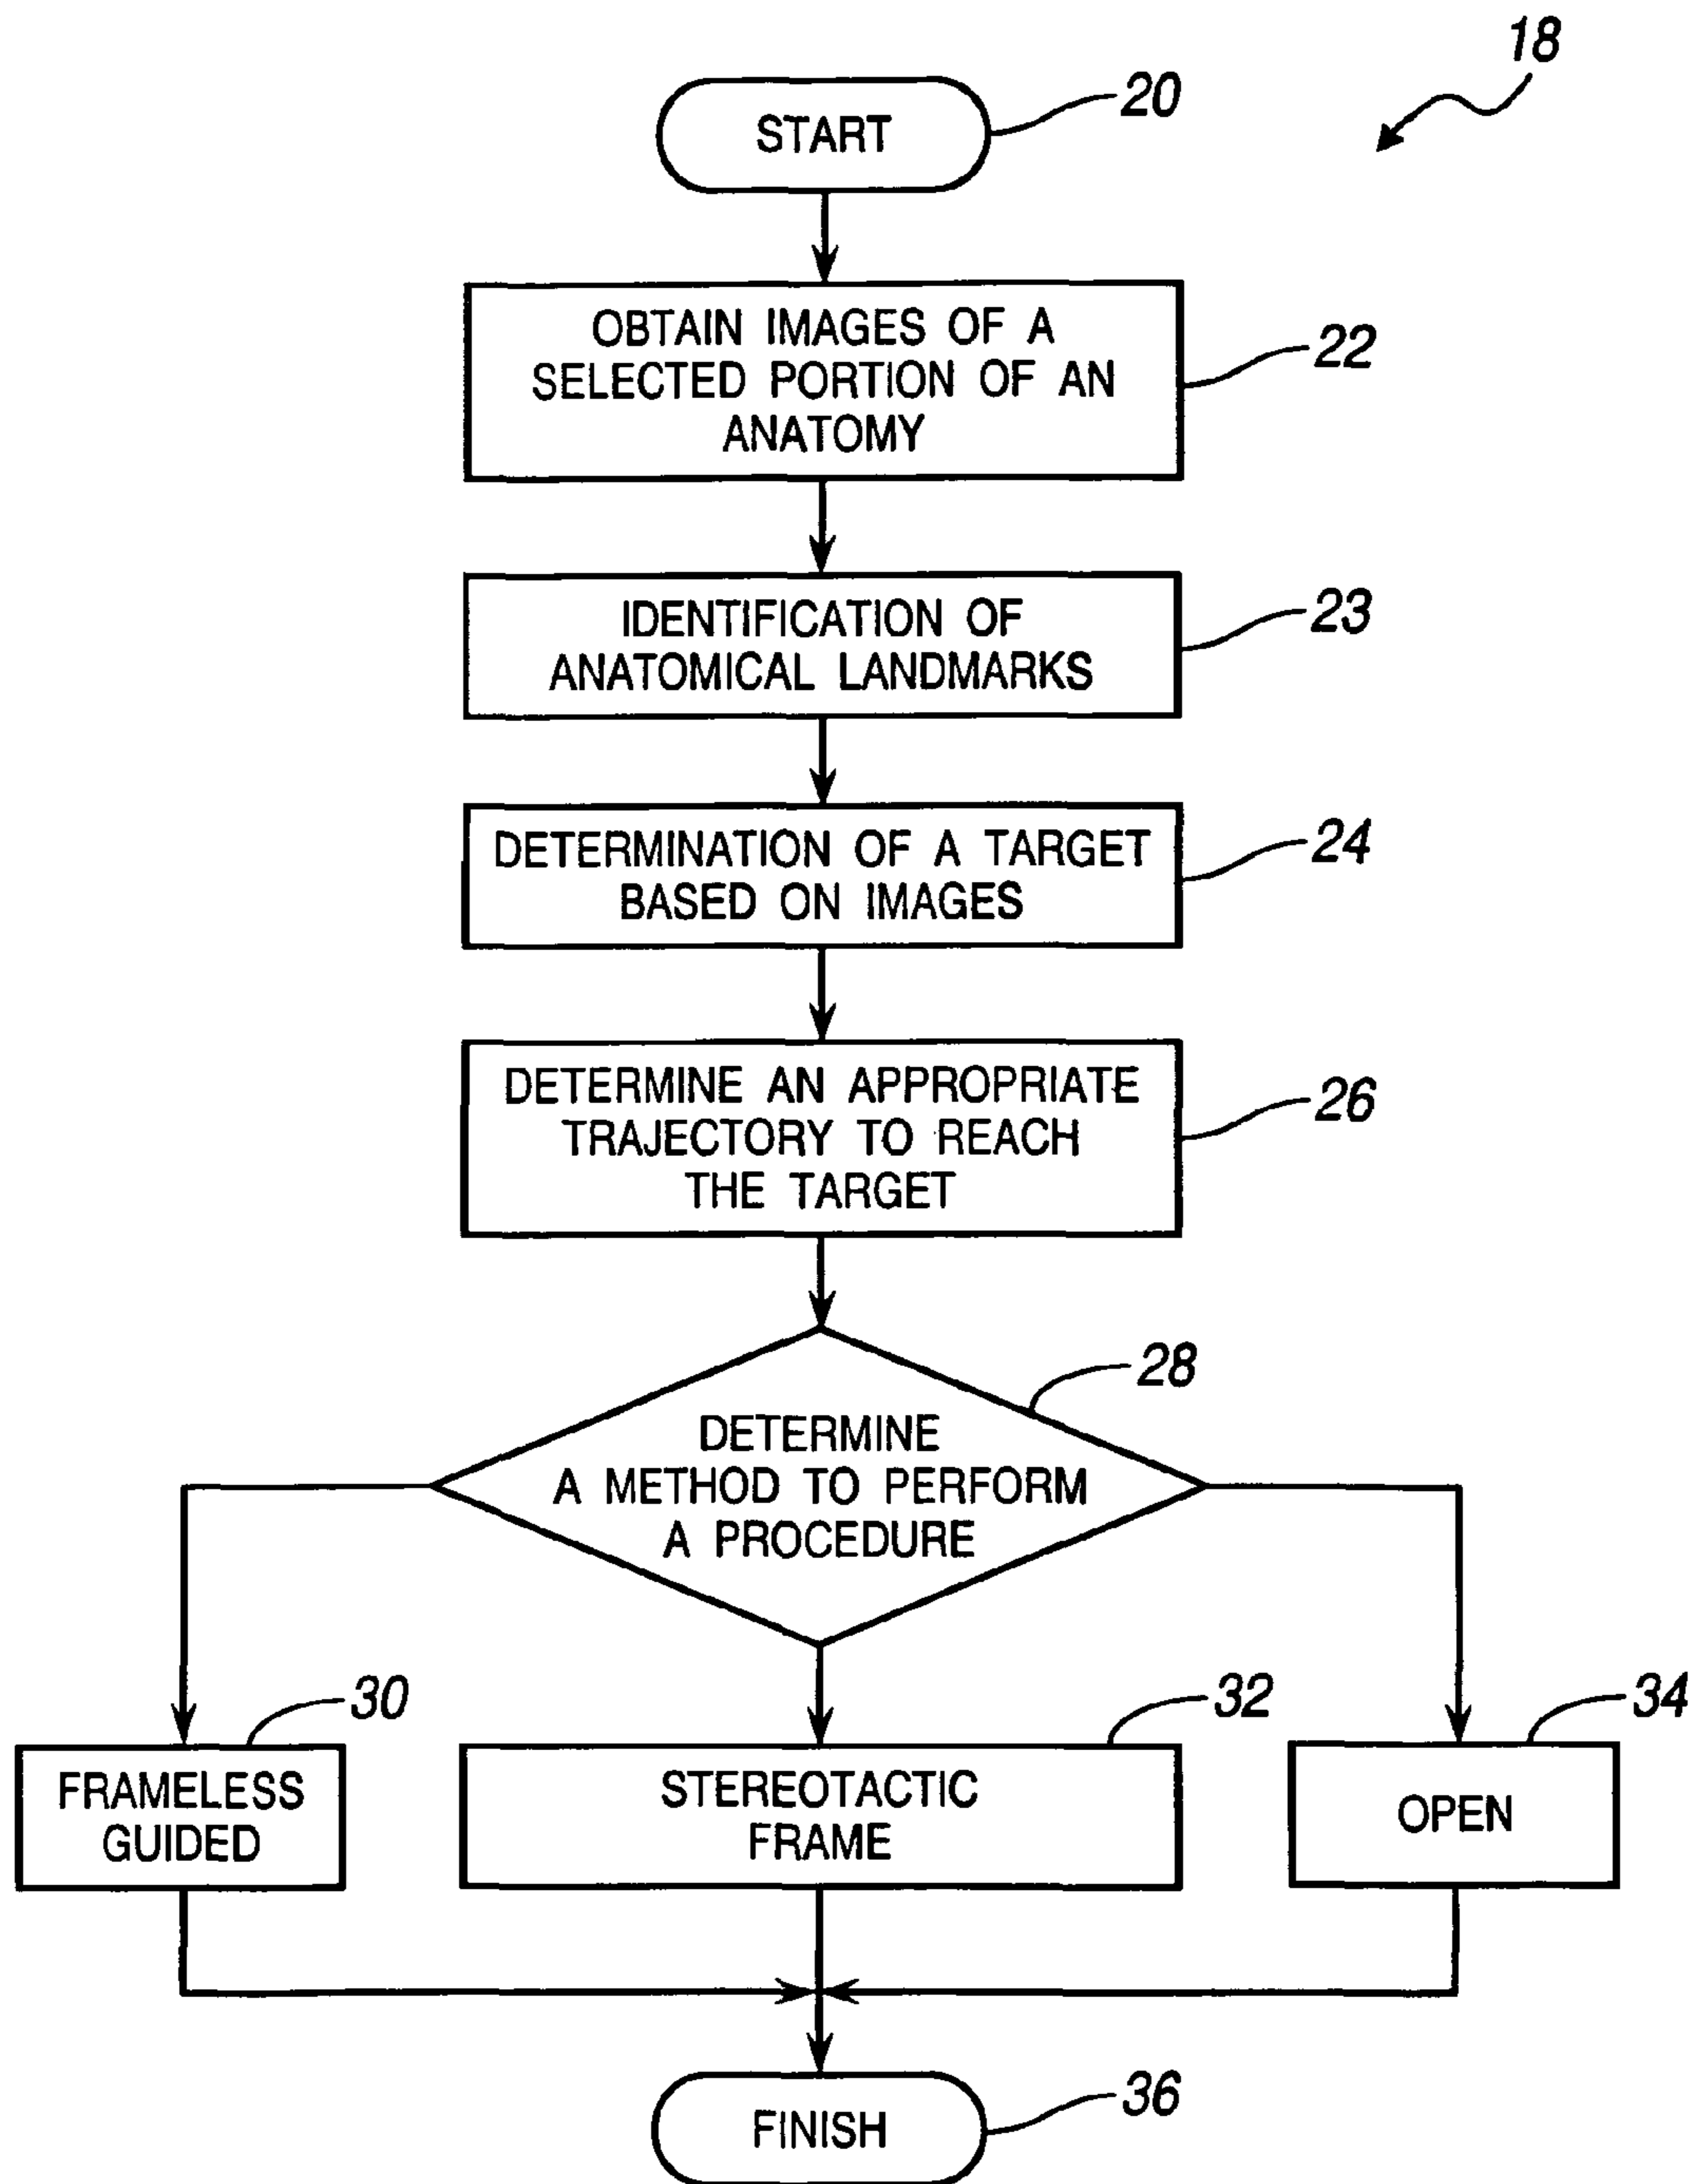 18
START
20
OBTAIN IMAGES OF A
SELECTED PORTION OF AN
ANATOMY
22
IDENTIFICATION OF
ANATOMICAL LANDMARKS
23
DETERMINATION OF A TARGET
BASED ON IMAGES
24
DETERMINE AN APPROPRIATE
TRAJECTORY TO REACH
THE TARGET
26
DETERMINE
A METHOD TO PERFORM
A PROCEDURE
28
FRAMELESS
GUIDED
30
STEREOTACTIC
FRAME
32
OPEN
34
FINISH
36